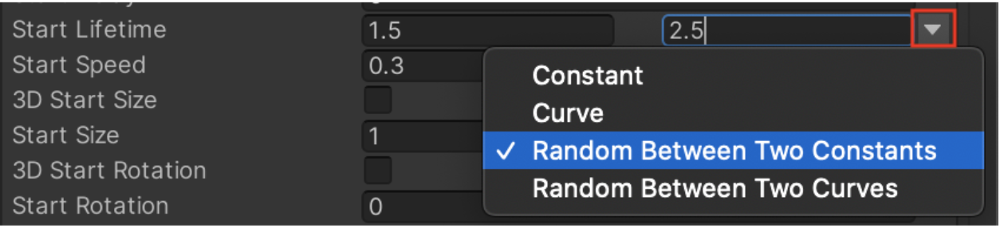 Start Lifetime 1.5 2.5
Start Speed 0.3
Constant
3D Start Size
Curve
Start Size 1
Random Between Two Constants
3D Start Rotation
Random Between Two Curves
Start Rotation 0